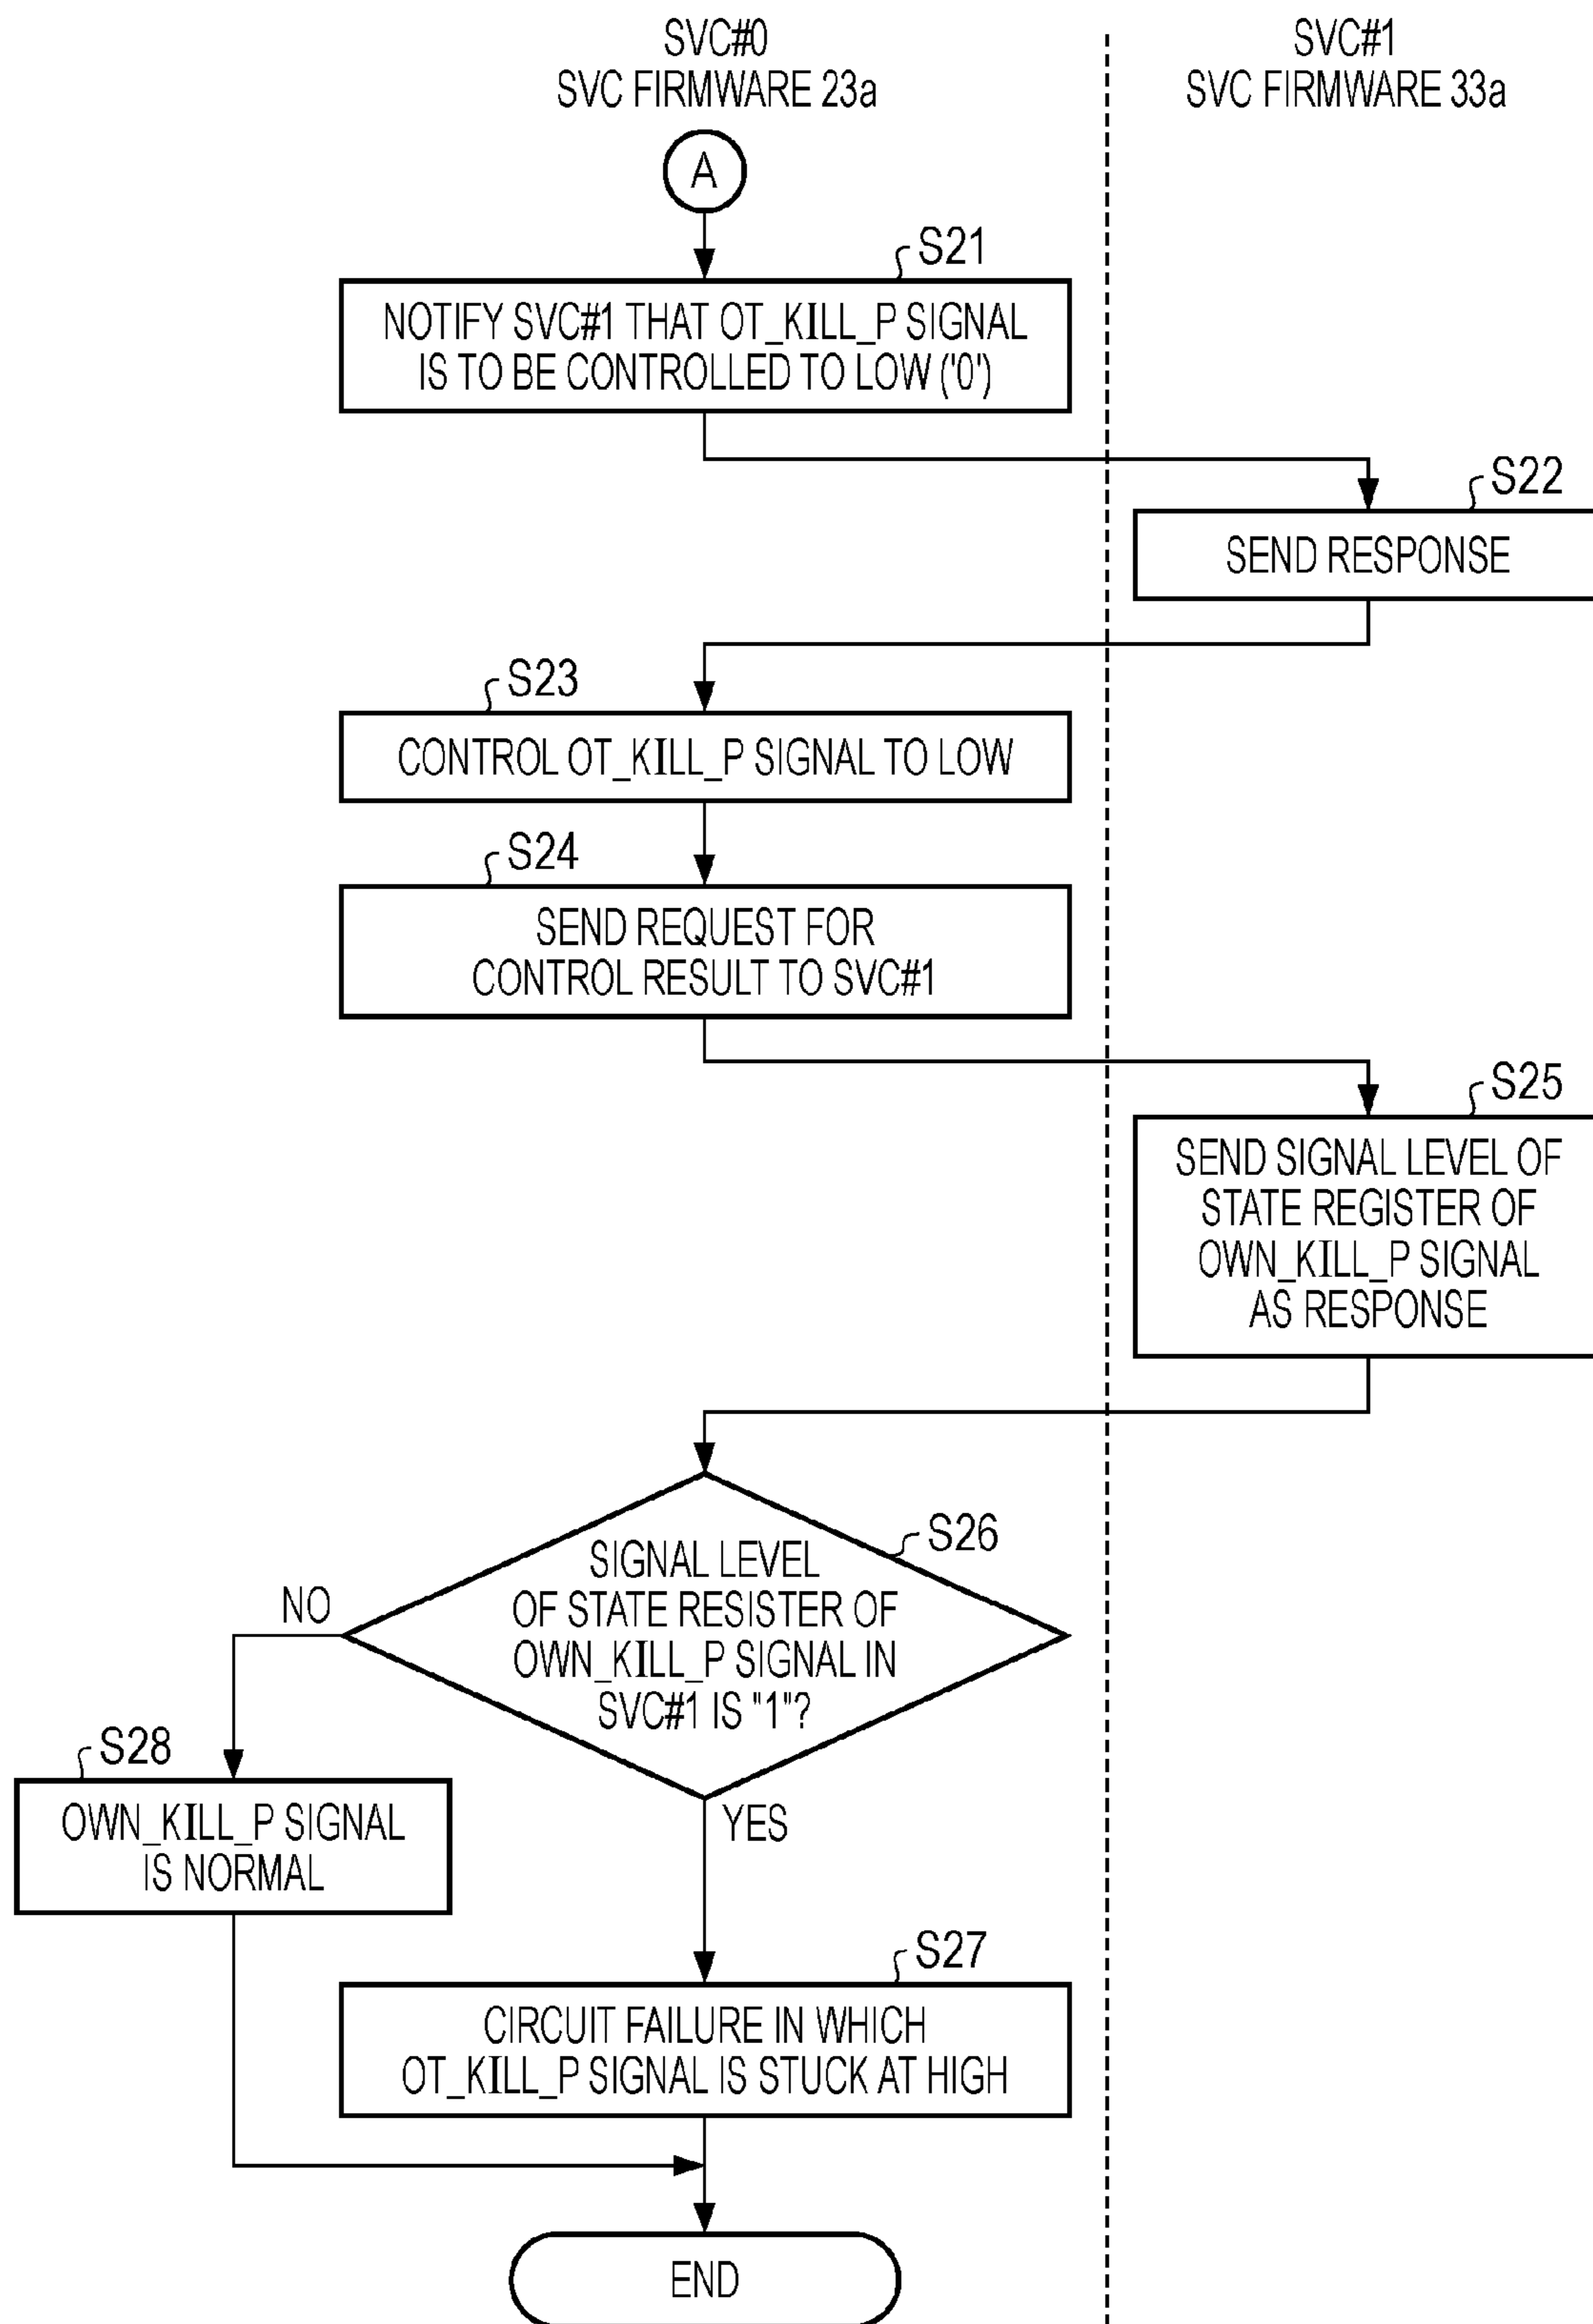 SVC#0
SVC FIRMWARE 23a
SVC#1
SVC FIRMWARE 33a
A
S21
NOTIFY SVC#1 THAT OT_KILL_P SIGNAL
IS TO BE CONTROLLED TO LOW ('0')
S22
SEND RESPONSE
S23
CONTROL OT_KILL_P SIGNAL TO LOW
S24
SEND REQUEST FOR
CONTROL RESULT TO SVC#1
S25
SEND SIGNAL LEVEL OF
STATE REGISTER OF
OWN_KILL_P SIGNAL
AS RESPONSE
S26
SIGNAL LEVEL
OF STATE RESISTER OF
OWN_KILL_P SIGNAL IN
SVC#1 IS "1"?
NO
YES
S28
OWN_KILL_P SIGNAL
IS NORMAL
S27
CIRCUIT FAILURE IN WHICH
OT_KILL_P SIGNAL IS STUCK AT HIGH
END